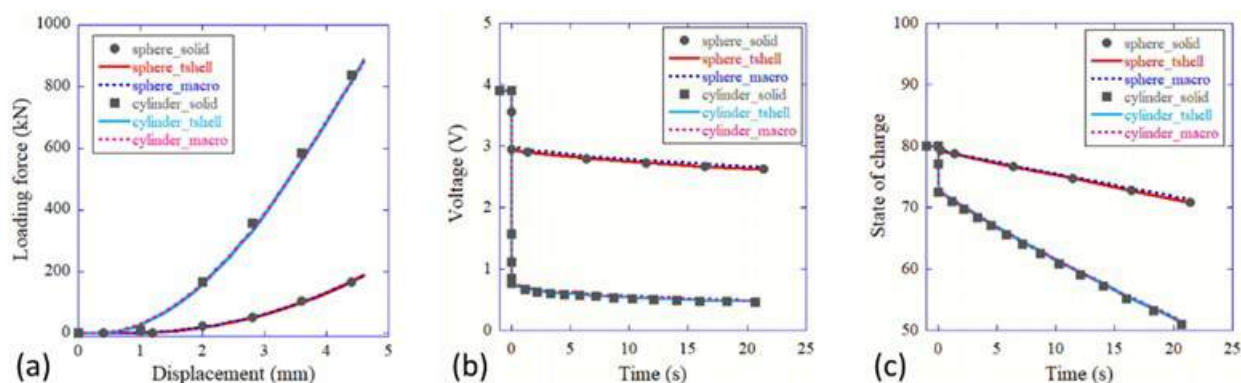 1000
800
600
400
200
0
0 1 2 3 4 5
Loading force (kN)
Displacement (mm)
sphere_solid
sphere_tshell
sphere_macro
cylinder_solid
cylinder_tshell
cylinder_macro
(a)
5
4
3
2
1
0
0 5 10 15 20 25
Voltage (V)
Time (s)
sphere_solid
sphere_tshell
sphere_macro
cylinder_solid
cylinder_tshell
cylinder_macro
(b)
100
90
80
70
60
50
0 5 10 15 20 25
State of charge
Time (s)
sphere_solid
sphere_tshell
sphere_macro
cylinder_solid
cylinder_tshell
cylinder_macro
(c)